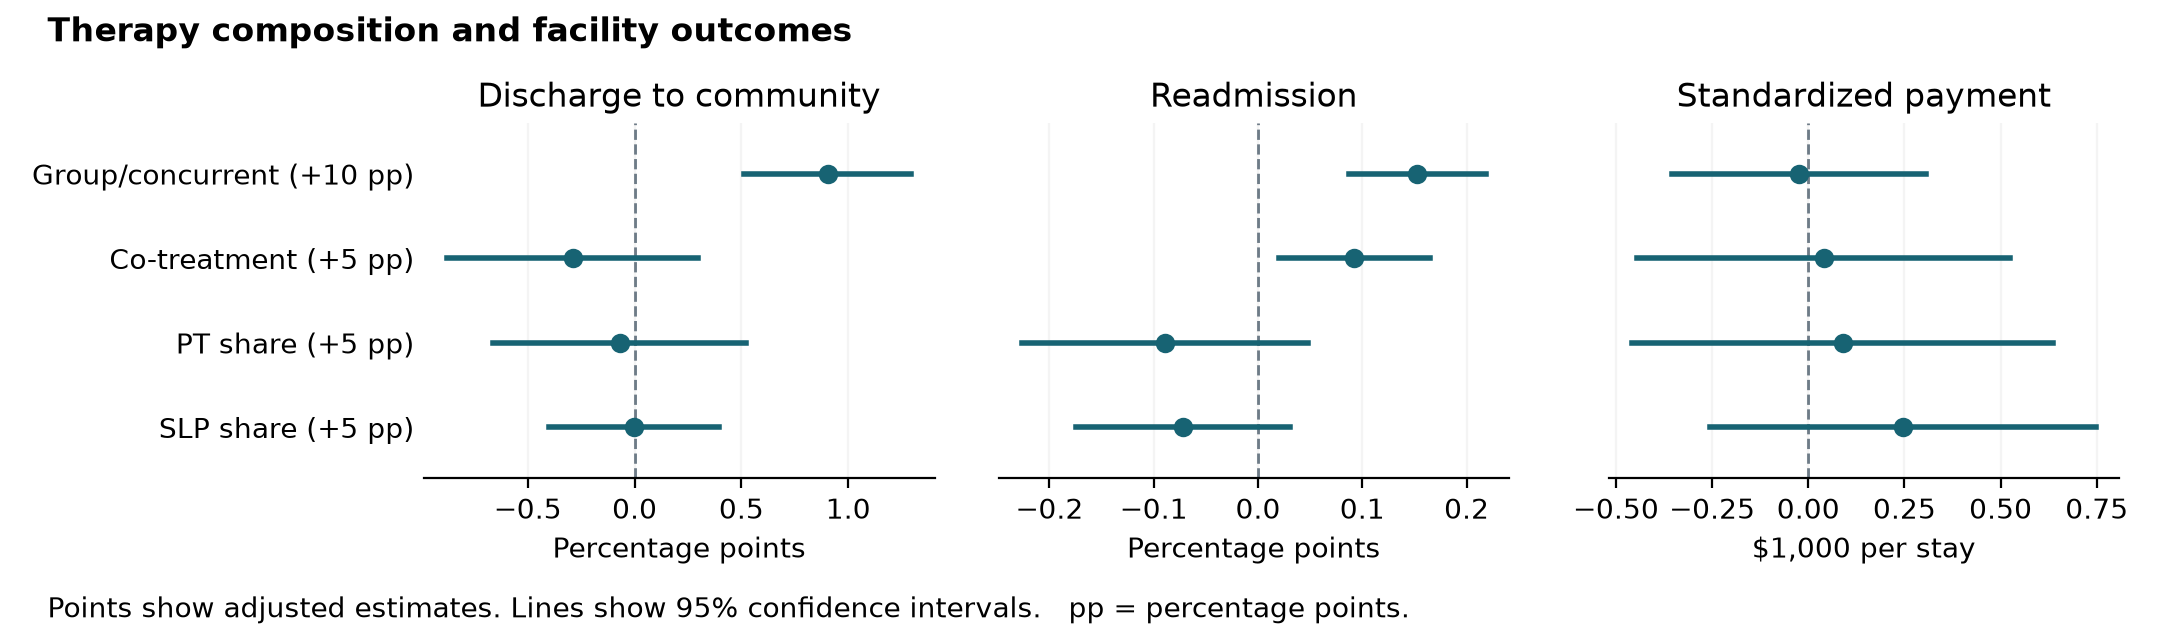 Therapy composition and facility outcomes
Discharge to community
Readmission
Standardized payment
Group/concurrent (+10 pp)
Co-treatment (+5 pp)
PT share (+5 pp)
SLP share (+5 pp)
−0.5 0.0 0.5 1.0
−0.2 −0.1 0.0 0.1 0.2
−0.50 −0.25 0.00 0.25 0.50 0.75
Percentage points
Percentage points
$1,000 per stay
Points show adjusted estimates. Lines show 95% confidence intervals. pp = percentage points.